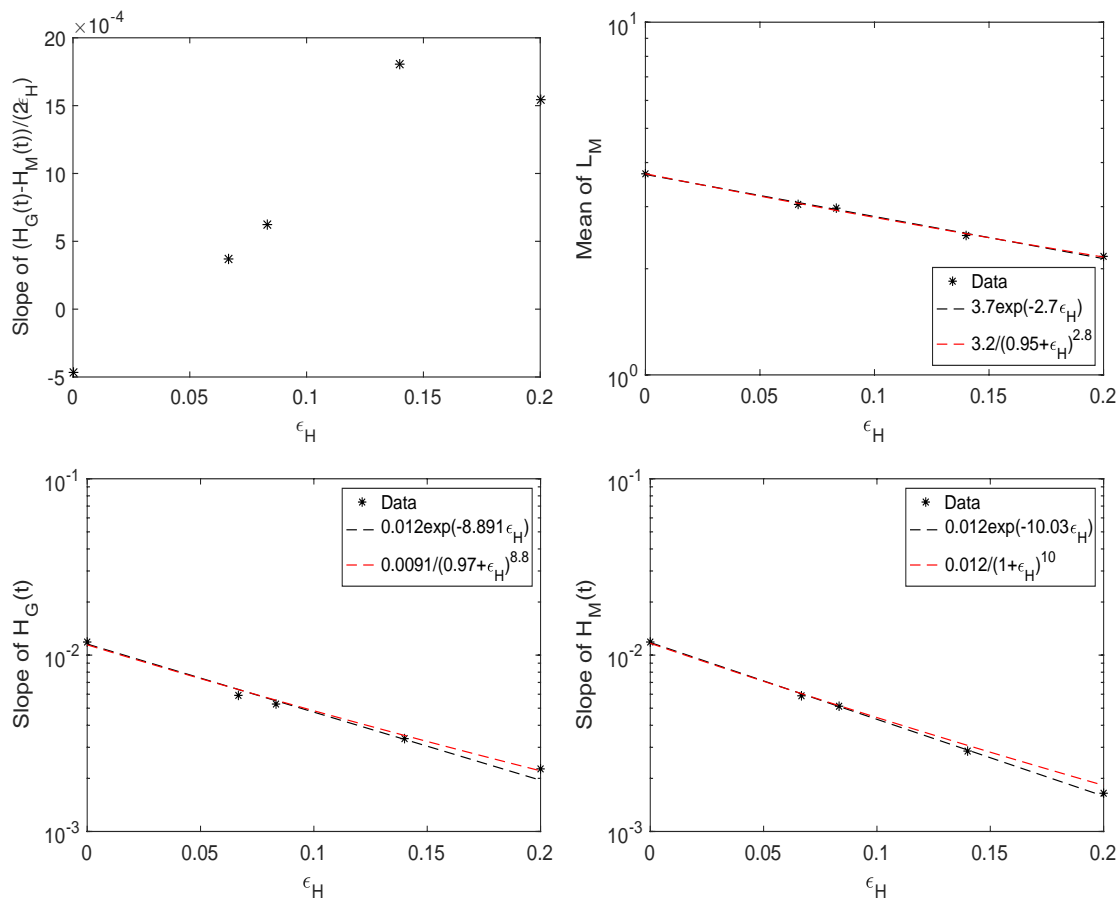 ×10⁻⁴
20
15
10
5
0
-5
0 0.05 0.1 0.15 0.2
ϵ_H
Slope of (H_G(t)-H_M(t))/(2ϵ_H)
10¹
10⁰
0 0.05 0.1 0.15 0.2
ϵ_H
Mean of L_M
Data
3.7exp(-2.7ϵ_H)
3.2/(0.95+ϵ_H)^2.8
10⁻¹
10⁻²
10⁻³
0 0.05 0.1 0.15 0.2
ϵ_H
Slope of H_G(t)
Data
0.012exp(-8.891ϵ_H)
0.0091/(0.97+ϵ_H)^8.8
10⁻¹
10⁻²
10⁻³
0 0.05 0.1 0.15 0.2
ϵ_H
Slope of H_M(t)
Data
0.012exp(-10.03ϵ_H)
0.012/(1+ϵ_H)^10